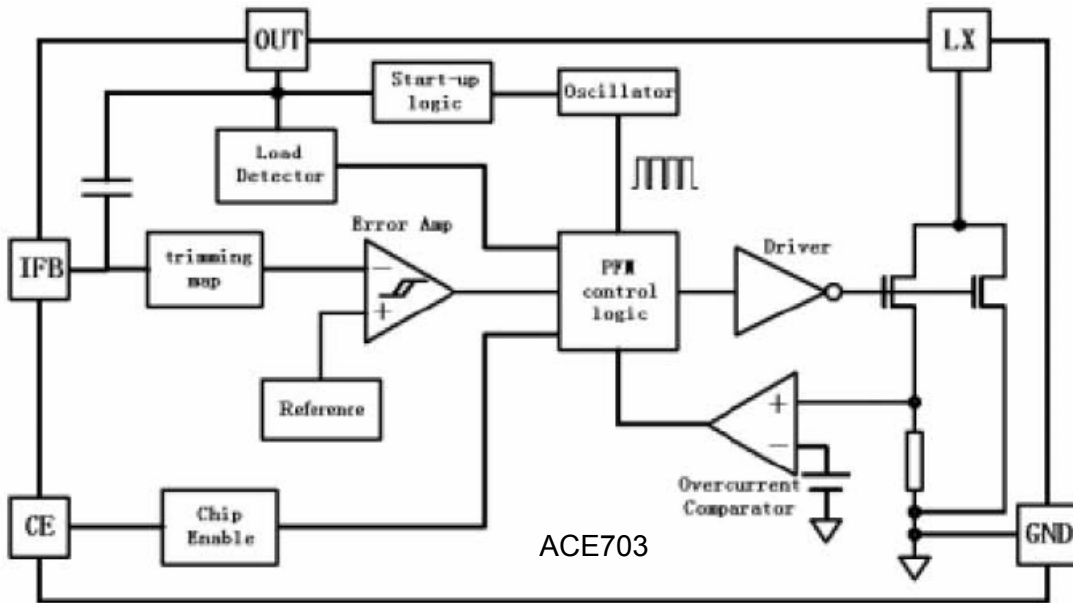 OUT
LX
Start-up
logic
Oscillator
Load
Detector
Error Amp
IFB
trimming
map
−
+
PFM
control
logic
Driver
Reference
+
−
Overcurrent
Comparator
CE
Chip
Enable
ACE703
GND